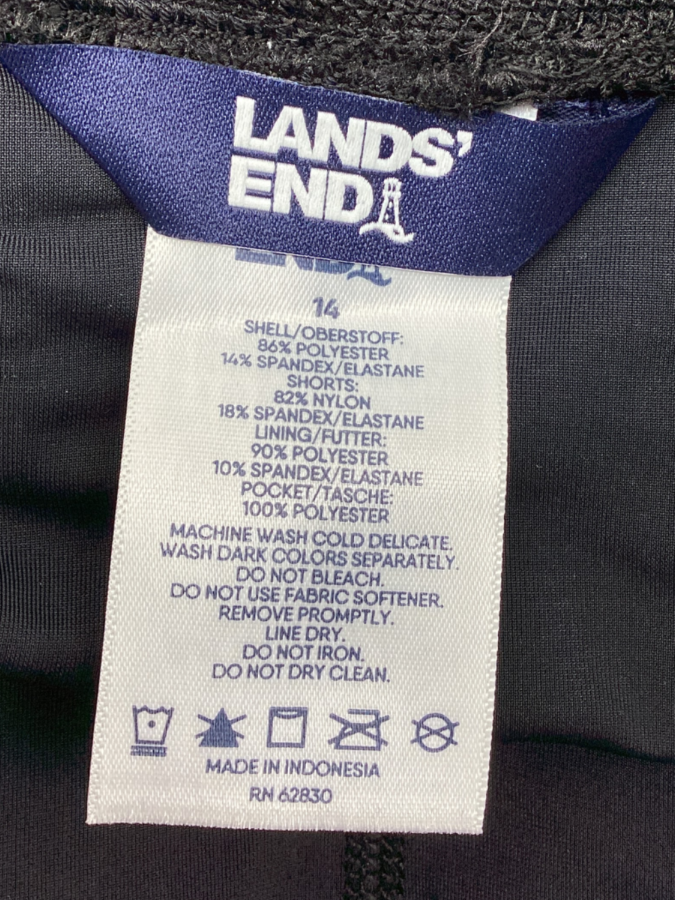 LANDS'
END
END
14
SHELL/OBERSTOFF:
86% POLYESTER
14% SPANDEX/ELASTANE
SHORTS:
82% NYLON
18% SPANDEX/ELASTANE
LINING/FUTTER:
90% POLYESTER
10% SPANDEX/ELASTANE
POCKET/TASCHE:
100% POLYESTER
MACHINE WASH COLD DELICATE.
WASH DARK COLORS SEPARATELY.
DO NOT BLEACH.
DO NOT USE FABRIC SOFTENER.
REMOVE PROMPTLY.
LINE DRY.
DO NOT IRON.
DO NOT DRY CLEAN.
MADE IN INDONESIA
RN 62830